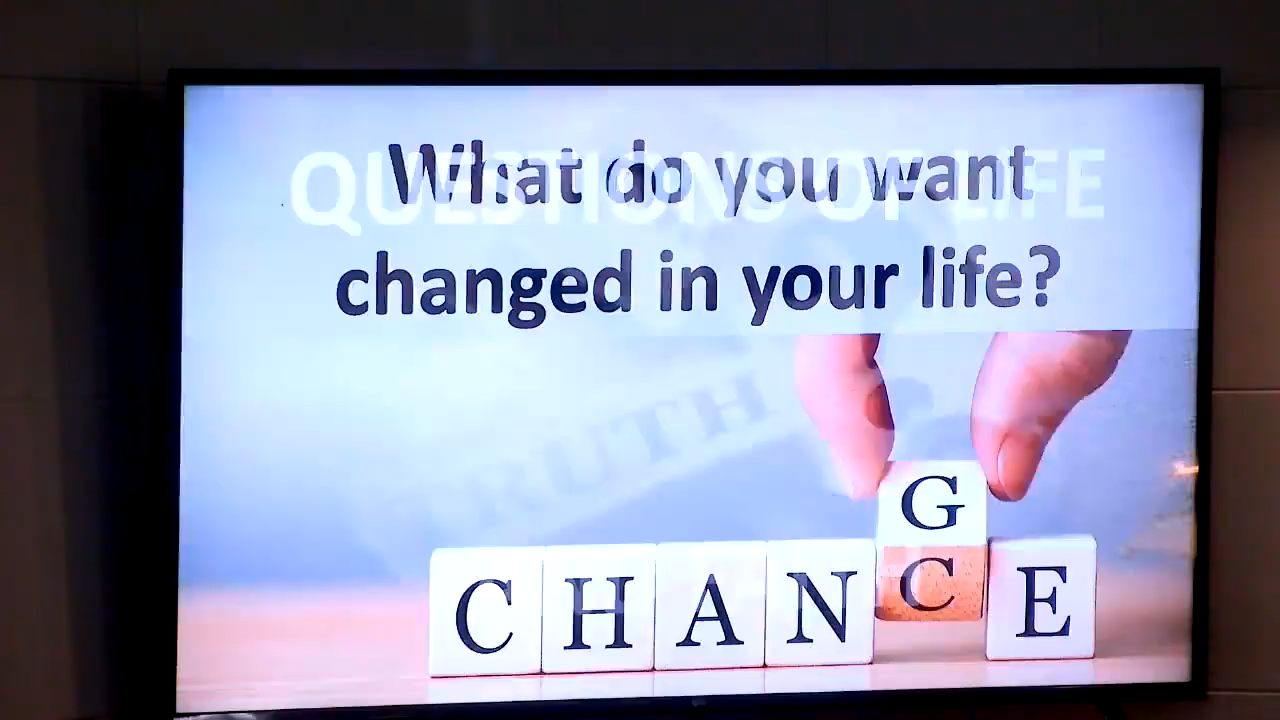 QUESTIONS OF LIFE
What do you want
changed in your life?
TRUTH
G
CHANCE